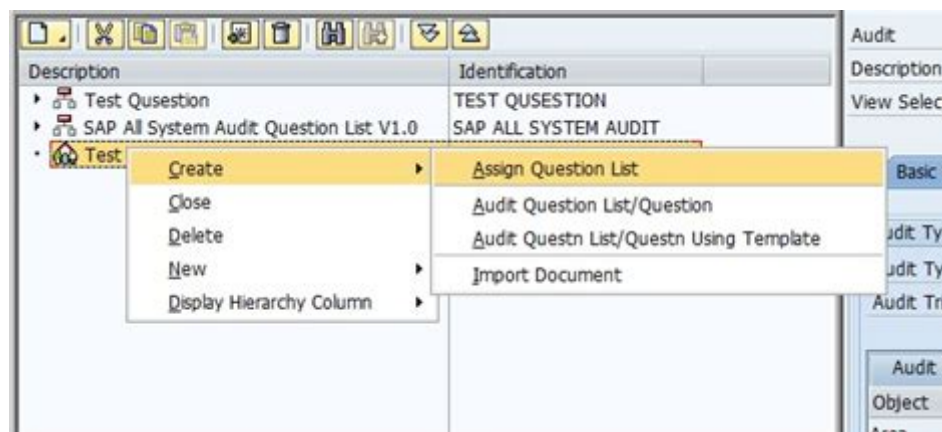 Audit
Description Identification Description
Test Qusestion TEST QUSESTION View Selec
SAP All System Audit Question List V1.0 SAP ALL SYSTEM AUDIT
Test
Create Assign Question List Basic
Close Audit Question List/Question
Delete Audit Questn List/Questn Using Template udit Ty
New Import Document udit Ty
Display Hierarchy Column Audit Tr
Audit
Object